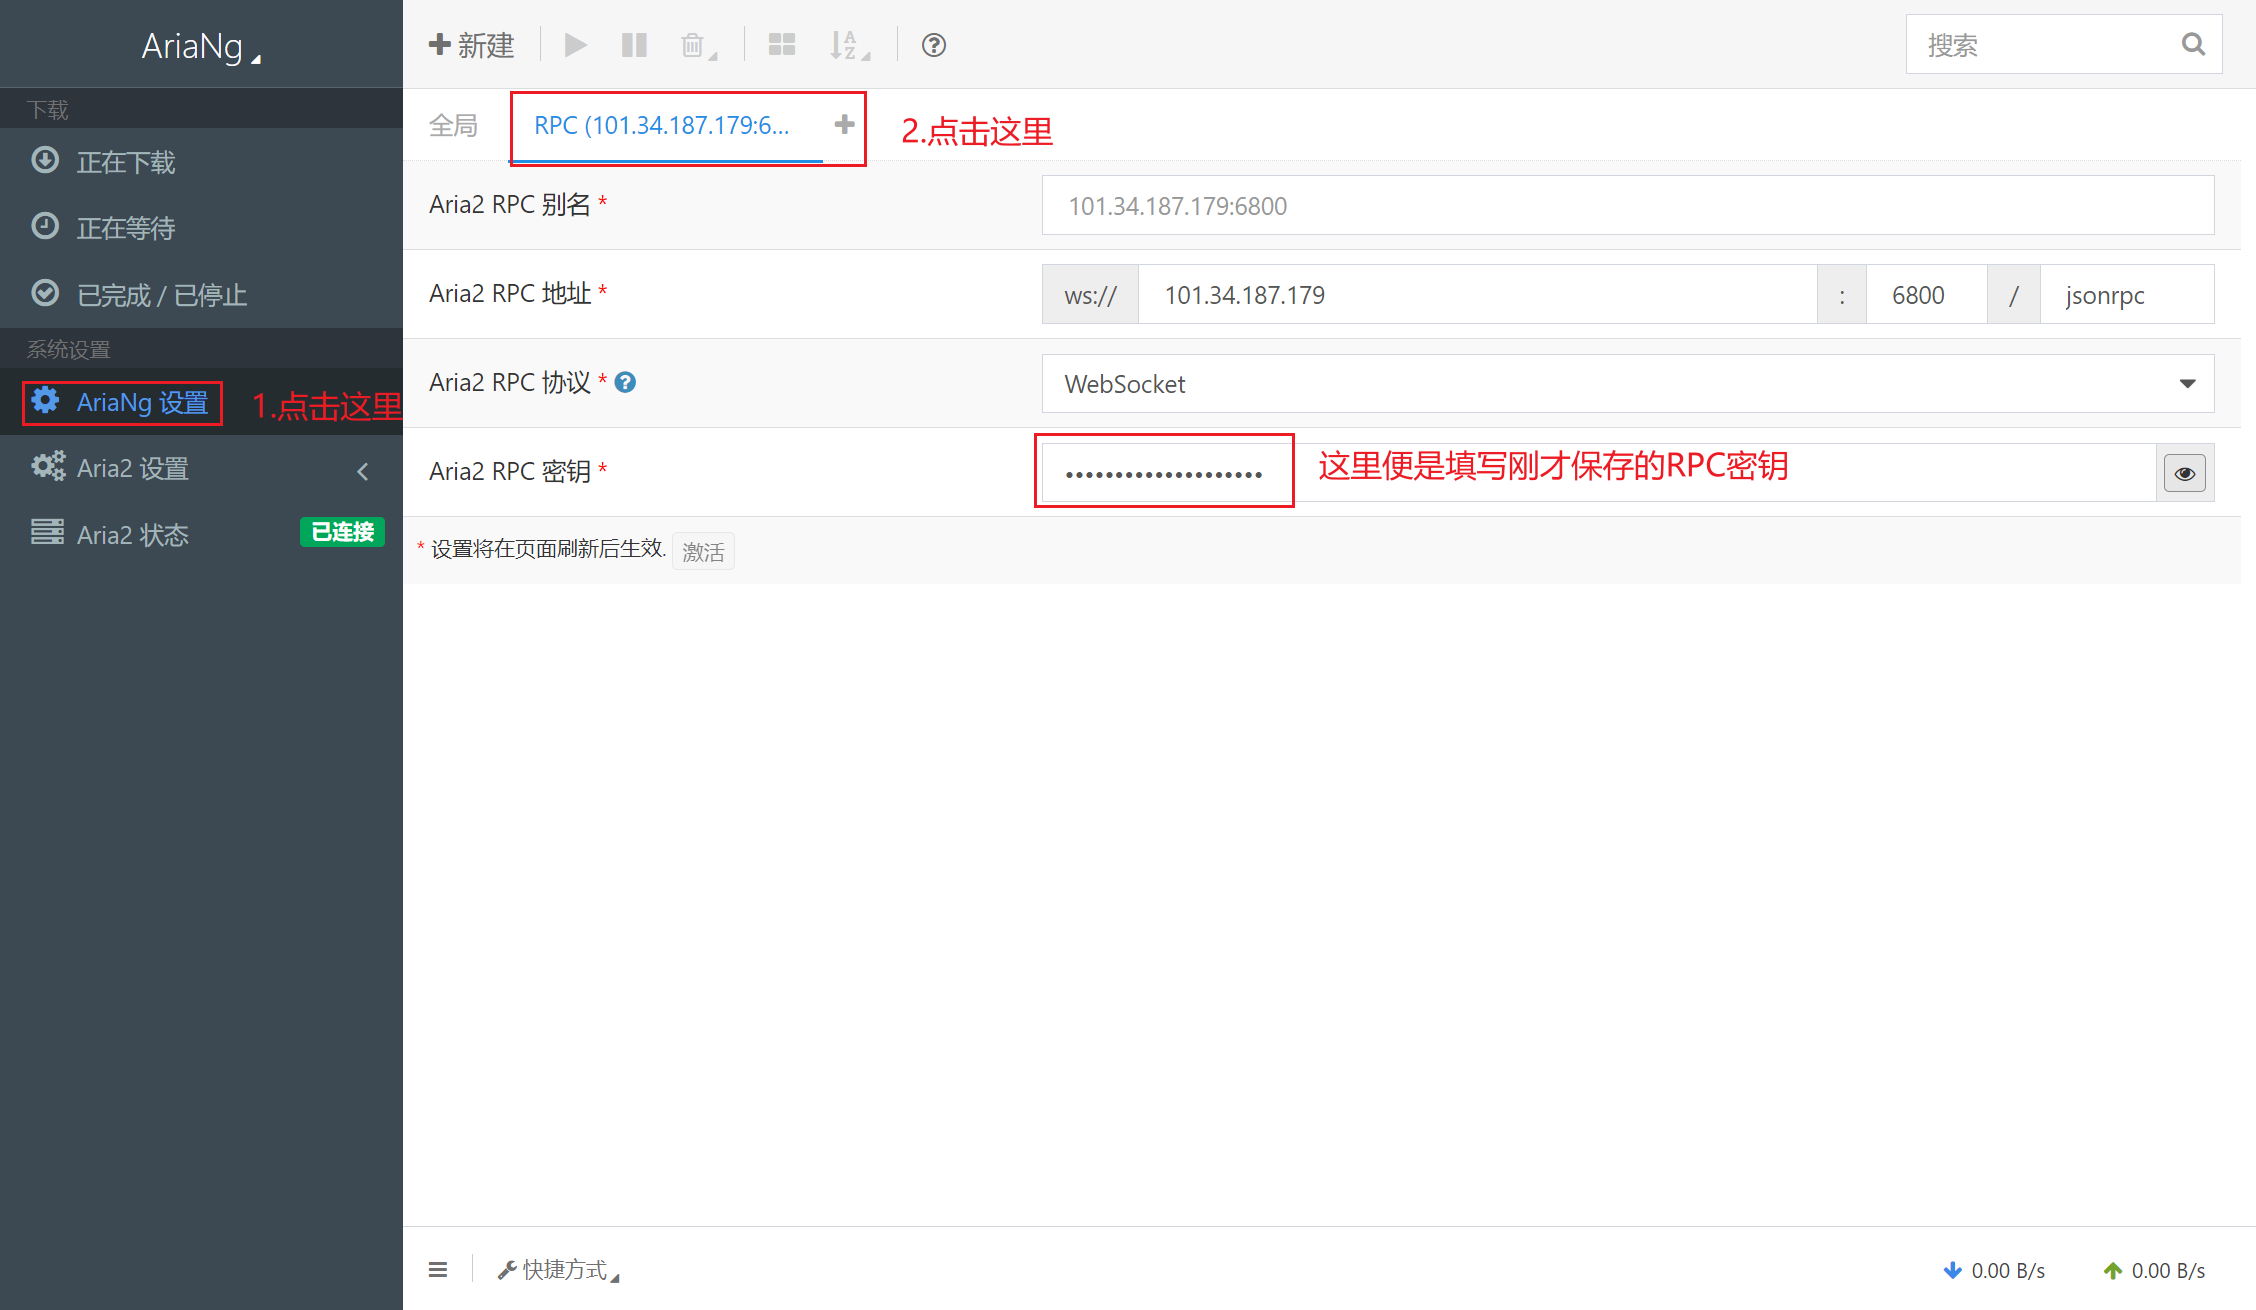 AriaNg
新建
搜索
下载
正在下载
正在等待
已完成 / 已停止
系统设置
AriaNg 设置
1.点击这里
Aria2 设置
Aria2 状态
已连接
全局
RPC (101.34.187.179:6...
2.点击这里
Aria2 RPC 别名 *
101.34.187.179:6800
Aria2 RPC 地址 *
ws:// 101.34.187.179 : 6800 / jsonrpc
Aria2 RPC 协议 *
WebSocket
Aria2 RPC 密钥 *
••••••••••••••••••••
这里便是填写刚才保存的RPC密钥
* 设置将在页面刷新后生效. 激活
快捷方式
0.00 B/s
0.00 B/s